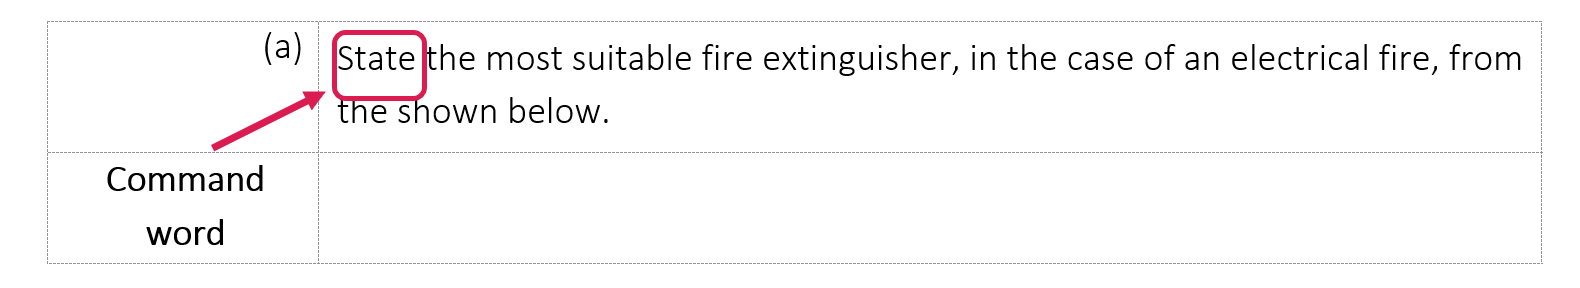 (a)
State the most suitable fire extinguisher, in the case of an electrical fire, from
the shown below.
Command
word